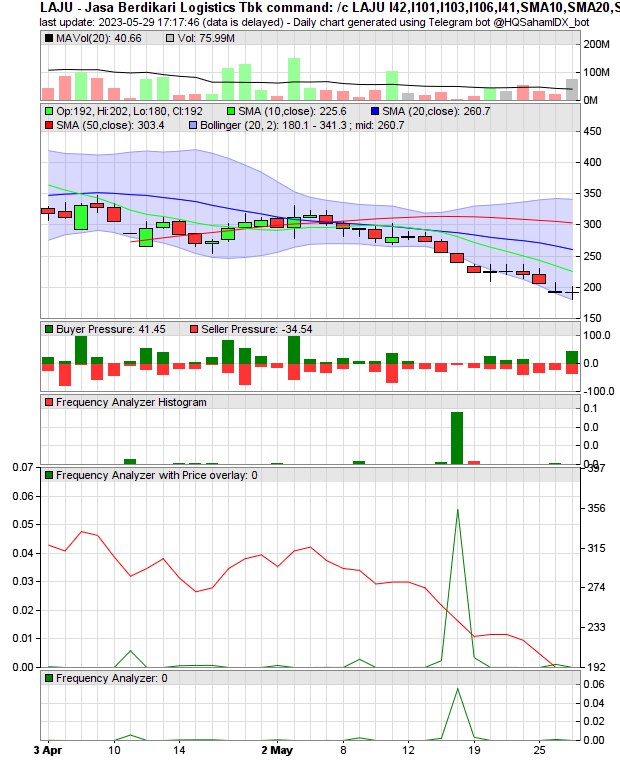 LAJU - Jasa Berdikari Logistics Tbk command: /c LAJU I42,I101,I103,I106,I41,SMA10,SMA20,S
last update: 2023-05-29 17:17:46 (data is delayed) - Daily chart generated using Telegram bot @HQSahamIDX_bot
MAVol(20): 40.66 Vol: 75.99M
200M
100M
0M
Op:192, Hi:202, Lo:180, Cl:192 SMA (10,close): 225.6 SMA (20,close): 260.7
SMA (50,close): 303.4 Bollinger (20, 2): 180.1 - 341.3 ; mid: 260.7
450
400
350
300
250
200
150
Buyer Pressure: 41.45 Seller Pressure: -34.54
100.0
0.0
-100.0
Frequency Analyzer Histogram
0.1
0.0
0.0
0.0
Frequency Analyzer with Price overlay: 0
0.07 397
0.06 356
0.05 315
0.04
0.03 274
0.02 233
0.01
0.00 192
Frequency Analyzer: 0
0.06
0.04
0.02
0.00
3 Apr 10 14 2 May 8 12 19 25